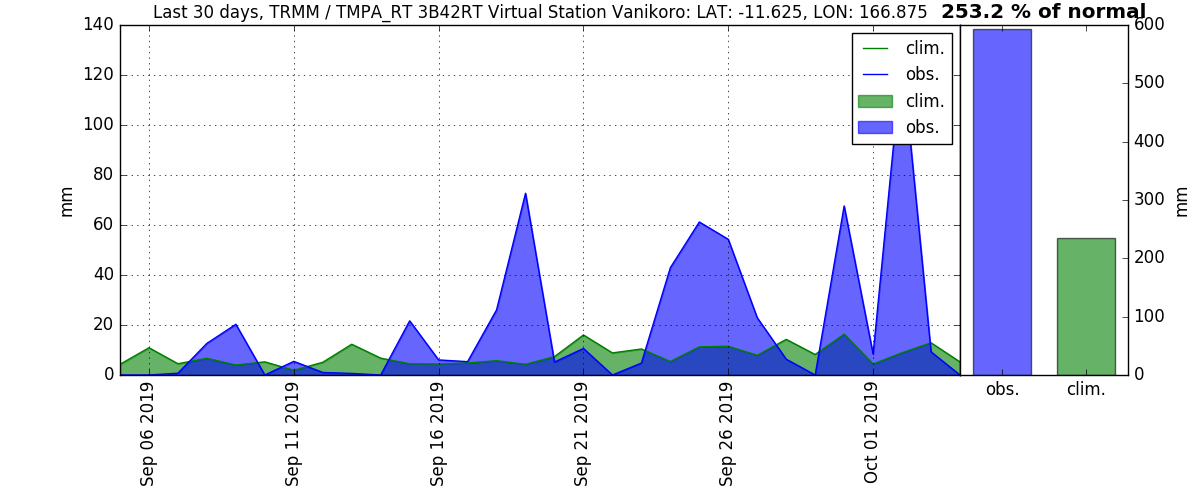 Last 30 days, TRMM / TMPA_RT 3B42RT Virtual Station Vanikoro: LAT: -11.625, LON: 166.875 253.2 % of normal
140
120
100
80
60
40
20
0
mm
clim.
obs.
clim.
obs.
Sep 06 2019
Sep 11 2019
Sep 16 2019
Sep 21 2019
Sep 26 2019
Oct 01 2019
600
500
400
300
200
100
0
mm
obs.
clim.